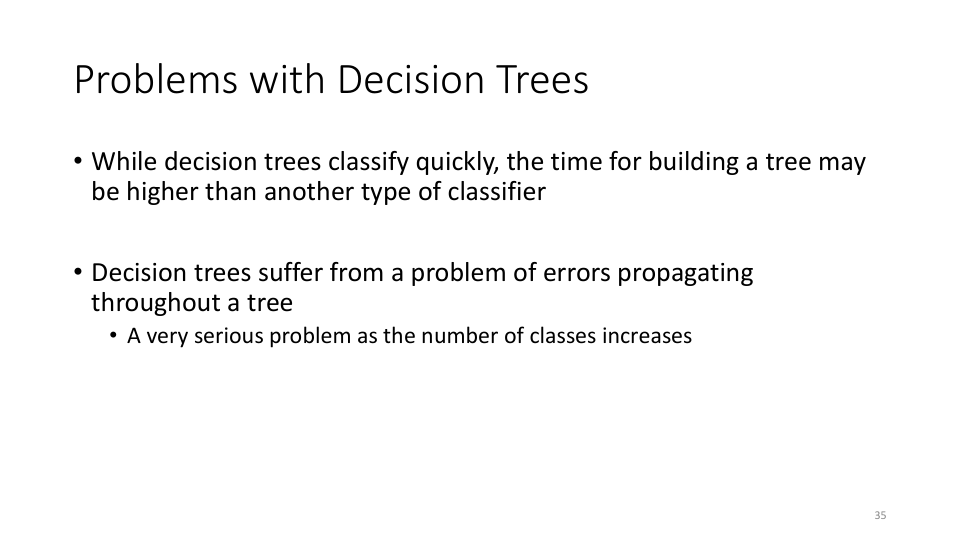 Problems with Decision Trees
• While decision trees classify quickly, the time for building a tree may
be higher than another type of classifier
• Decision trees suffer from a problem of errors propagating
throughout a tree
• A very serious problem as the number of classes increases
35